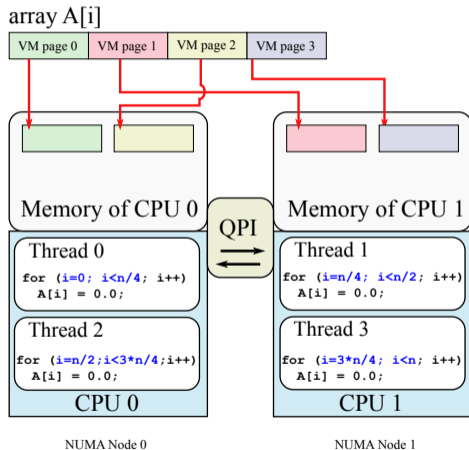 array A[i]
VM page 0 VM page 1 VM page 2 VM page 3
Memory of CPU 0
Memory of CPU 1
QPI
Thread 0
for (i=0; i<n/4; i++)
A[i] = 0.0;
Thread 1
for (i=n/4; i<n/2; i++)
A[i] = 0.0;
Thread 2
for (i=n/2;i<3*n/4;i++)
A[i] = 0.0;
Thread 3
for (i=3*n/4; i<n; i++)
A[i] = 0.0;
CPU 0
CPU 1
NUMA Node 0
NUMA Node 1